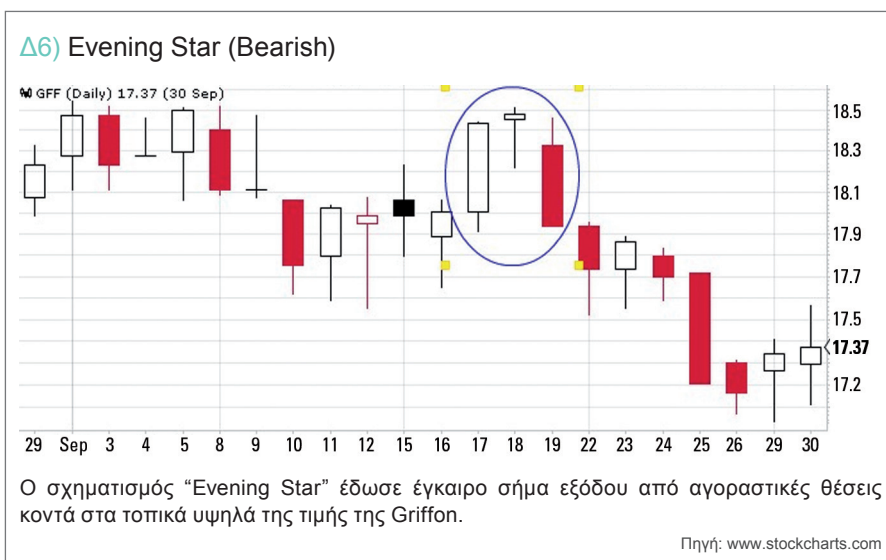 Δ6) Evening Star (Bearish)
GFF (Daily) 17.37 (30 Sep)
18.5
18.3
18.1
17.9
17.7
17.5
17.37
17.2
29 Sep 3 4 5 8 9 10 11 12 15 16 17 18 19 22 23 24 25 26 29 30
Ο σχηματισμός “Evening Star” έδωσε έγκαιρο σήμα εξόδου από αγοραστικές θέσεις
κοντά στα τοπικά υψηλά της τιμής της Griffon.
Πηγή: www.stockcharts.com